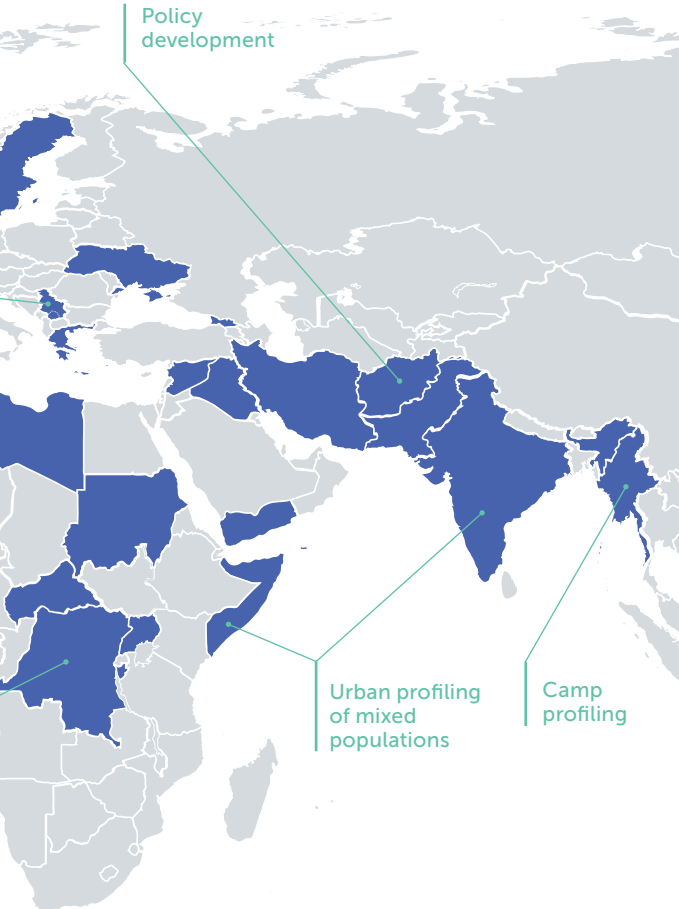 Policy
development
Urban profiling
of mixed
populations
Camp
profiling